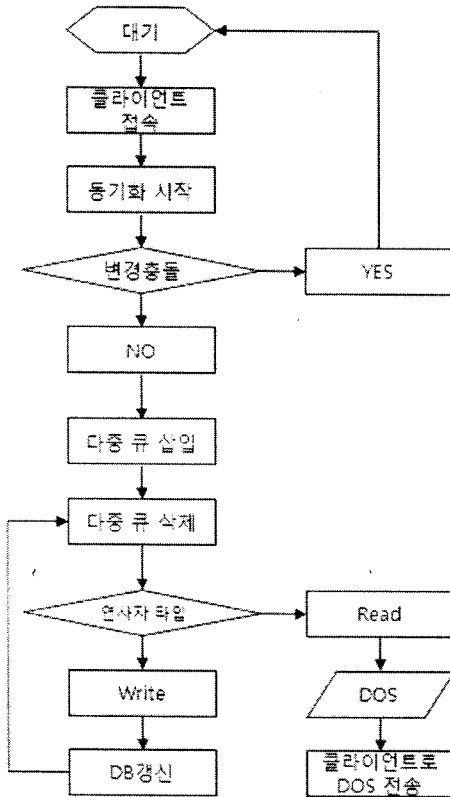 대기
클라이언트
접속
동기화 시작
변경충돌
YES
NO
다중 큐 삽입
다중 큐 삭제
연사자 타입
Read
Write
DOS
DB갱신
클라이언트로
DOS 전송